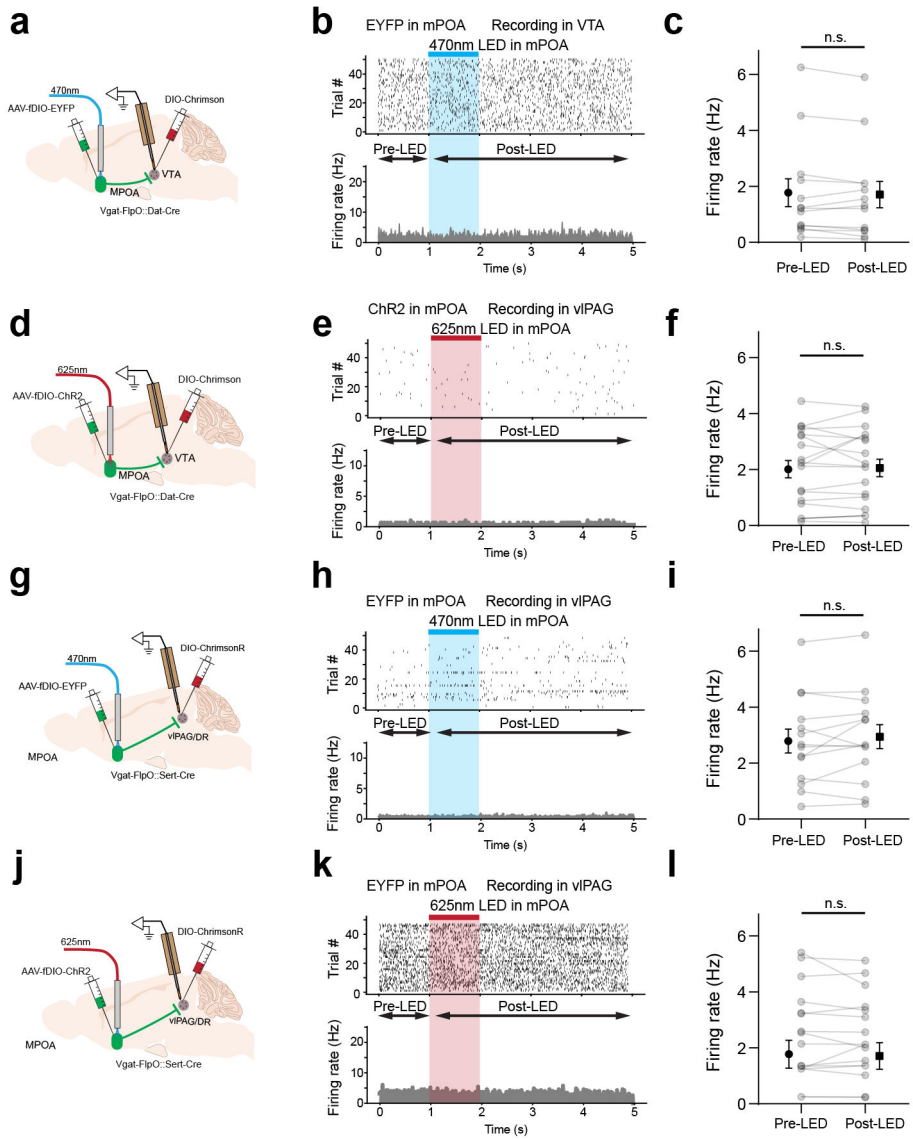 a
470nm
AAV-fDIO-EYFP
DIO-Chrimson
VTA
MPOA
Vgat-FlpO::Dat-Cre
b
EYFP in mPOA Recording in VTA
470nm LED in mPOA
Trial #
40
20
0
Pre-LED Post-LED
Firing rate (Hz)
20
15
10
5
0
0 1 2 3 4 5
Time (s)
c
n.s.
Firing rate (Hz)
6
4
2
0
Pre-LED Post-LED
d
625nm
AAV-fDIO-ChR2
DIO-Chrimson
VTA
MPOA
Vgat-FlpO::Dat-Cre
e
ChR2 in mPOA Recording in vlPAG
625nm LED in mPOA
Trial #
40
20
0
Pre-LED Post-LED
Firing rate (Hz)
10
5
0
0 1 2 3 4 5
Time (s)
f
n.s.
Firing rate (Hz)
6
4
2
0
Pre-LED Post-LED
g
470nm
AAV-fDIO-EYFP
DIO-ChrimsonR
vlPAG/DR
MPOA
Vgat-FlpO::Sert-Cre
h
EYFP in mPOA Recording in vlPAG
470nm LED in mPOA
Trial #
40
20
0
Pre-LED Post-LED
Firing rate (Hz)
10
5
0
0 1 2 3 4 5
Time (s)
i
n.s.
Firing rate (Hz)
6
4
2
0
Pre-LED Post-LED
j
625nm
AAV-fDIO-ChR2
DIO-ChrimsonR
vlPAG/DR
MPOA
Vgat-FlpO::Sert-Cre
k
EYFP in mPOA Recording in vlPAG
625nm LED in mPOA
Trial #
40
20
0
Pre-LED Post-LED
Firing rate (Hz)
20
15
10
5
0
0 1 2 3 4 5
Time (s)
l
n.s.
Firing rate (Hz)
6
4
2
0
Pre-LED Post-LED